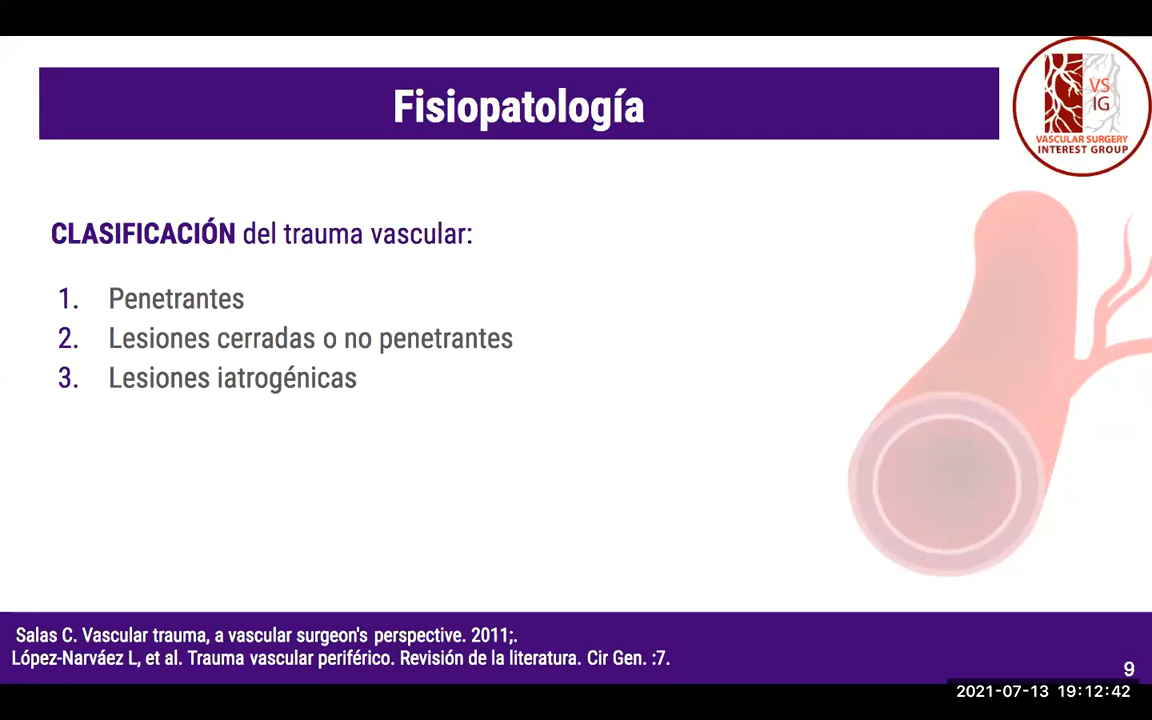 Fisiopatología
VS
IG
VASCULAR SURGERY
INTEREST GROUP
CLASIFICACIÓN del trauma vascular:
1. Penetrantes
2. Lesiones cerradas o no penetrantes
3. Lesiones iatrogénicas
Salas C. Vascular trauma, a vascular surgeon's perspective. 2011;.
López-Narváez L, et al. Trauma vascular periférico. Revisión de la literatura. Cir Gen. :7.
9
2021-07-13 19:12:42